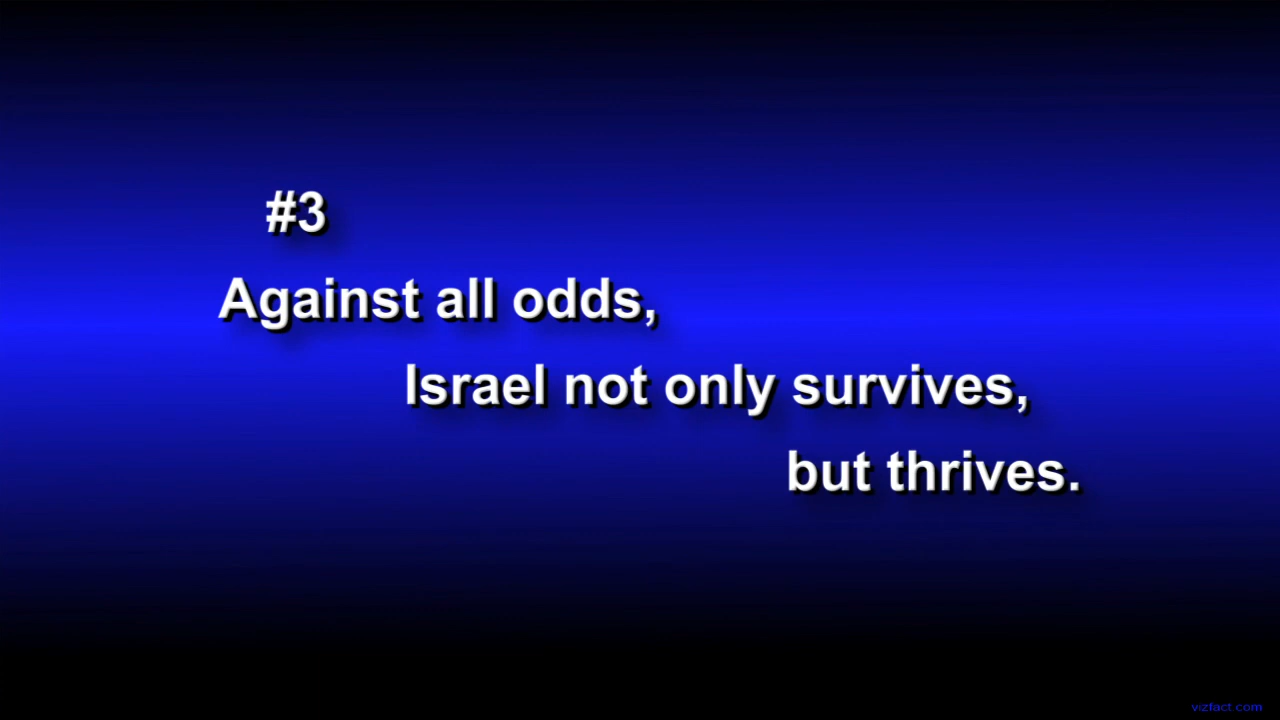 #3
Against all odds,
Israel not only survives,
but thrives.
vizfact.com